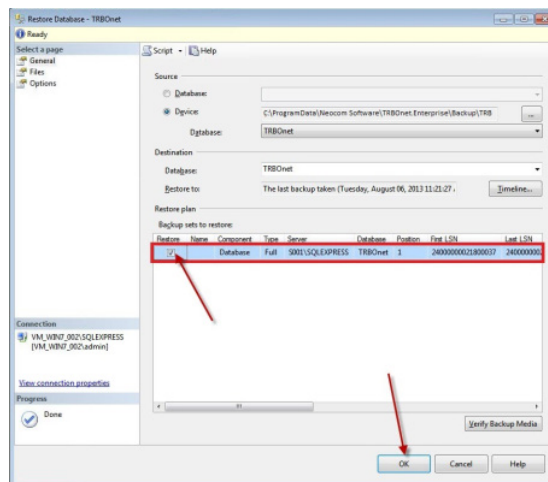 Restore Database - TRBOnet
Ready
Select a page
General
Files
Options
Script
Help
Source
Database:
Device:
C:\ProgramData\Neocom Software\TRBOnet.Enterprise\Backup\TRB
...
Database:
TRBOnet
Destination
Database:
TRBOnet
Restore to:
The last backup taken (Tuesday, August 06, 2013 11:21:27
Timeline...
Restore plan
Backup sets to restore:
Restore Name Component Type Server Database Position First LSN Last LSN
Database Full S001\SQLEXPRESS TRBOnet 1 24000000021800037 240000002
Connection
VM_WIN7_002\SQLEXPRESS
[VM_WIN7_002\admin]
View connection properties
Progress
Done
Verify Backup Media
OK
Cancel
Help